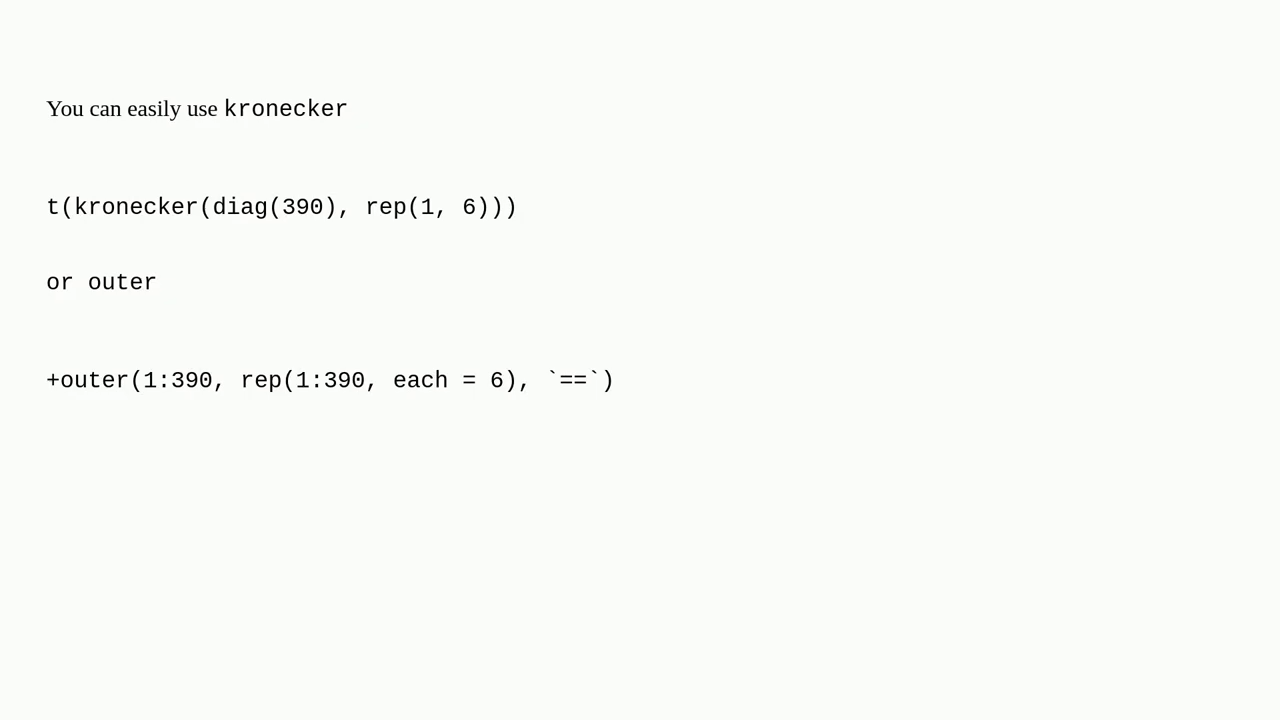 You can easily use kronecker
t(kronecker(diag(390), rep(1, 6)))
or outer
+outer(1:390, rep(1:390, each = 6), `==`)